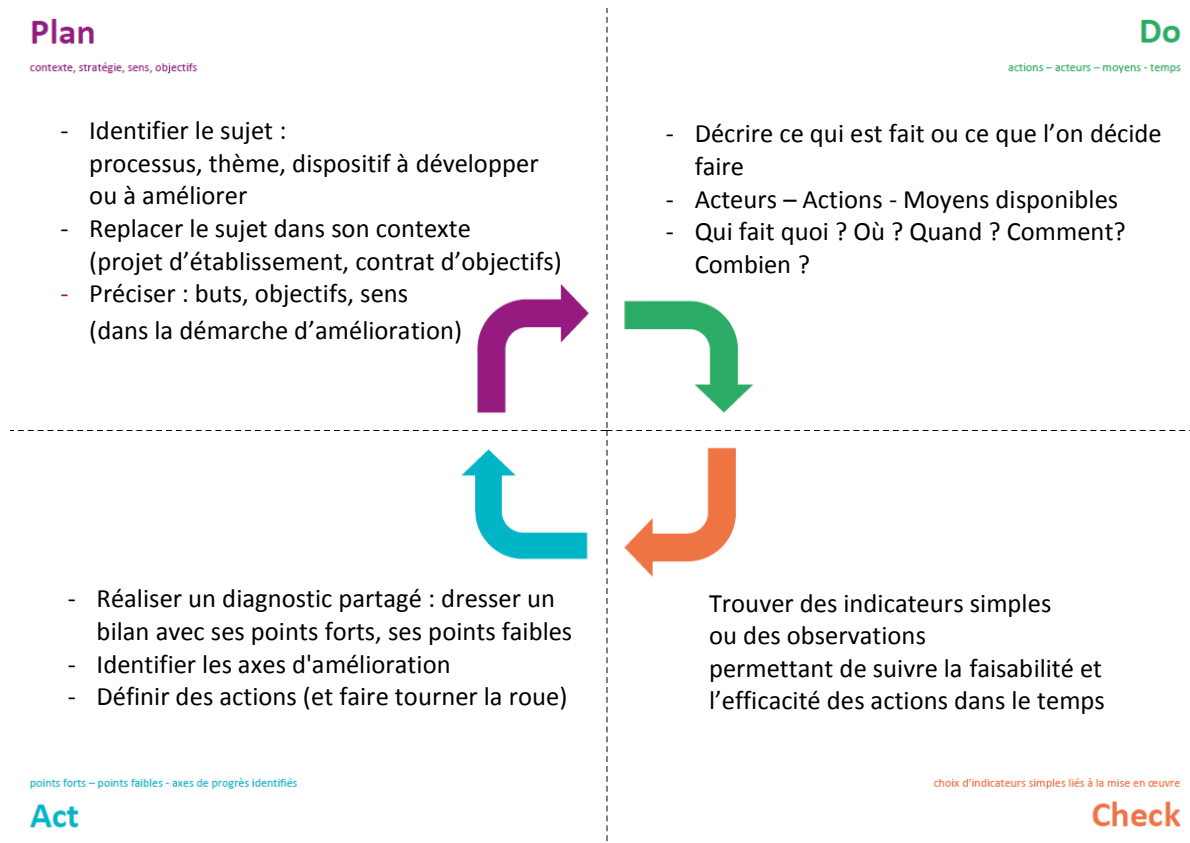 Plan
contexte, stratégie, sens, objectifs
- Identifier le sujet :
processus, thème, dispositif à développer
ou à améliorer
- Replacer le sujet dans son contexte
(projet d’établissement, contrat d’objectifs)
- Préciser : buts, objectifs, sens
(dans la démarche d’amélioration)
Do
actions – acteurs – moyens - temps
- Décrire ce qui est fait ou ce que l’on décide
faire
- Acteurs – Actions - Moyens disponibles
- Qui fait quoi ? Où ? Quand ? Comment?
Combien ?
- Réaliser un diagnostic partagé : dresser un
bilan avec ses points forts, ses points faibles
- Identifier les axes d'amélioration
- Définir des actions (et faire tourner la roue)
points forts – points faibles - axes de progrès identifiés
Act
Trouver des indicateurs simples
ou des observations
permettant de suivre la faisabilité et
l’efficacité des actions dans le temps
choix d’indicateurs simples liés à la mise en œuvre
Check